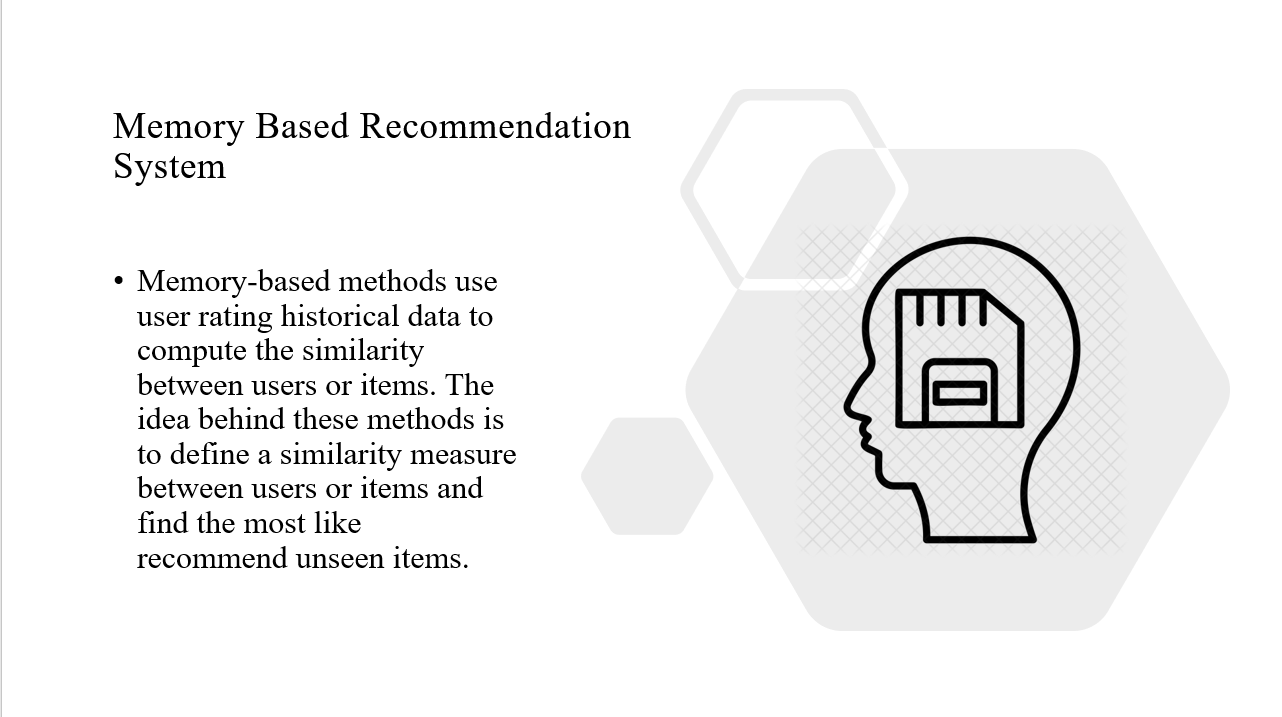 Memory Based Recommendation
System
• Memory-based methods use
user rating historical data to
compute the similarity
between users or items. The
idea behind these methods is
to define a similarity measure
between users or items and
find the most like
recommend unseen items.